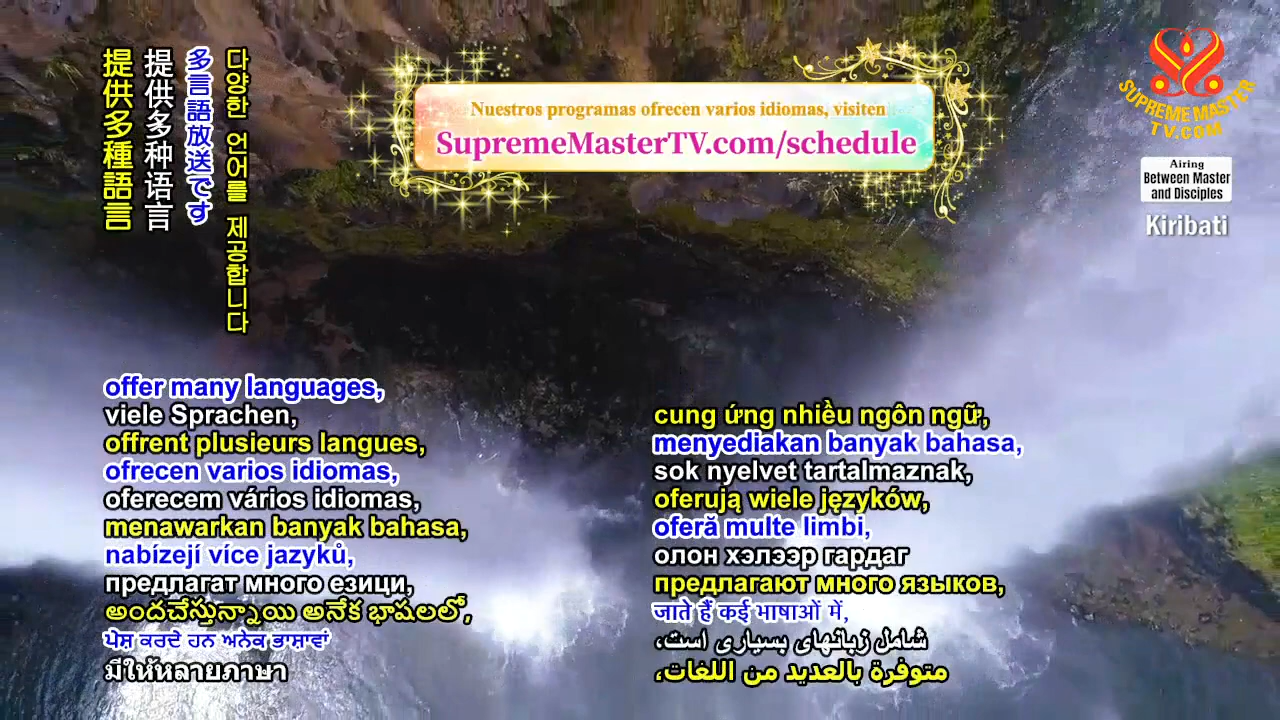 提供多種語言
提供多种语言
多言語放送です
다양한 언어를 제공합니다
Nuestros programas ofrecen varios idiomas, visiten
SupremeMasterTV.com/schedule
SUPREME MASTER
TV.COM
Airing
Between Master
and Disciples
Kiribati
offer many languages,
viele Sprachen,
offrent plusieurs langues,
ofrecen varios idiomas,
oferecem vários idiomas,
menawarkan banyak bahasa,
nabízejí více jazyků,
предлагат много езици,
అందచేస్తున్నాయి అనేక భాషలలో,
ਪੇਸ਼ ਕਰਦੇ ਹਨ ਅਨੇਕ ਭਾਸ਼ਾਵਾਂ
มีให้หลายภาษา
cung ứng nhiều ngôn ngữ,
menyediakan banyak bahasa,
sok nyelvet tartalmaznak,
oferują wiele języków,
oferă multe limbi,
олон хэлээр гардаг
предлагают много языков,
जाते हैं कई भाषाओं में,
شامل زبانهای بسیاری است،
متوفرة بالعديد من اللغات،